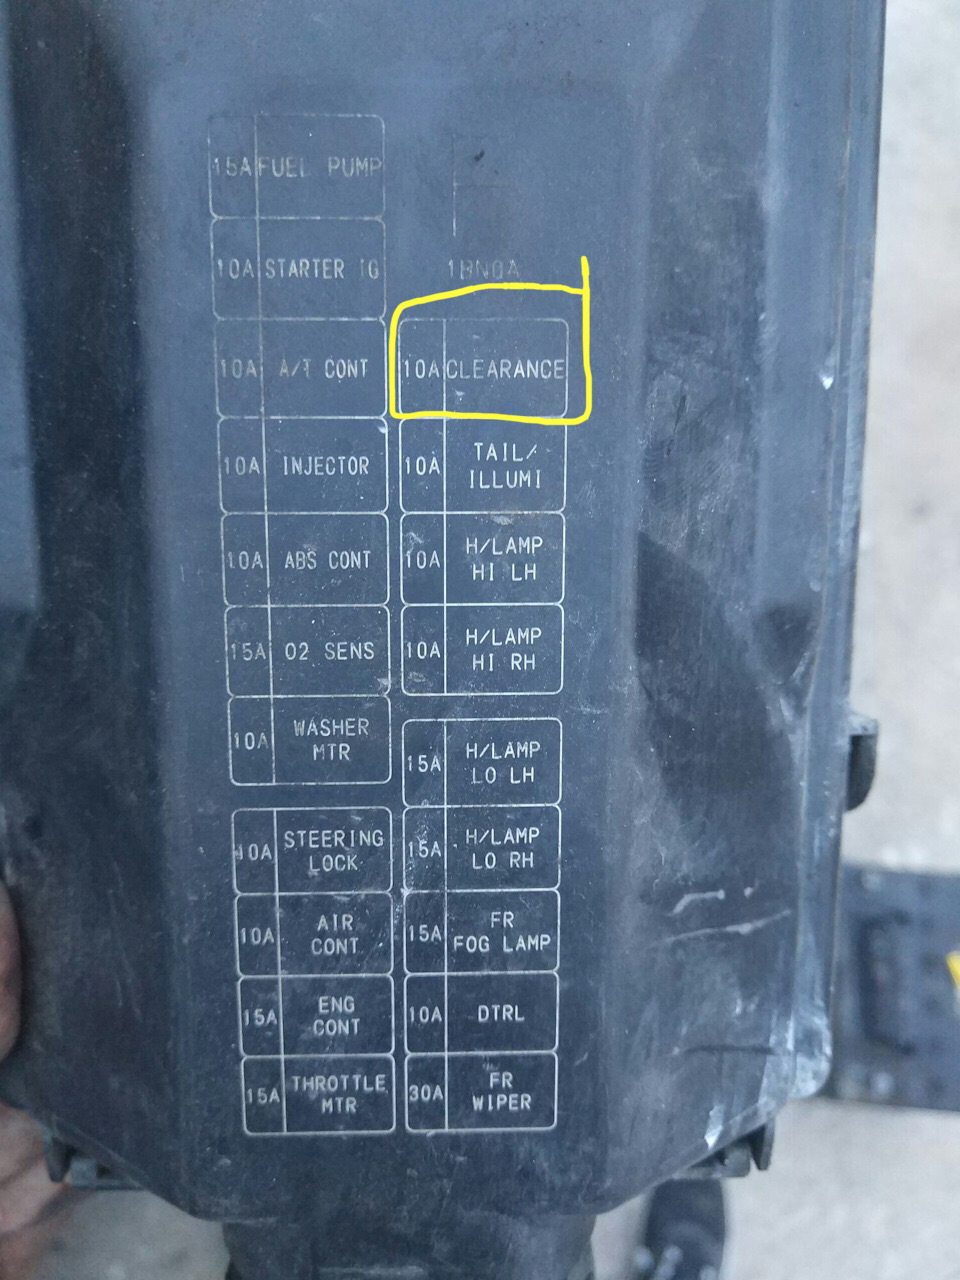 15A FUEL PUMP
10A STARTER IG
10A A/T CONT
10A INJECTOR
10A ABS CONT
15A O2 SENS
10A WASHER
MTR
10A STEERING
LOCK
10A AIR
CONT
15A ENG
CONT
15A THROTTLE
MTR
1BN0A
10A CLEARANCE
10A TAIL/
ILLUMI
10A H/LAMP
HI LH
10A H/LAMP
HI RH
15A H/LAMP
LO LH
15A H/LAMP
LO RH
15A FR
FOG LAMP
10A DTRL
30A FR
WIPER